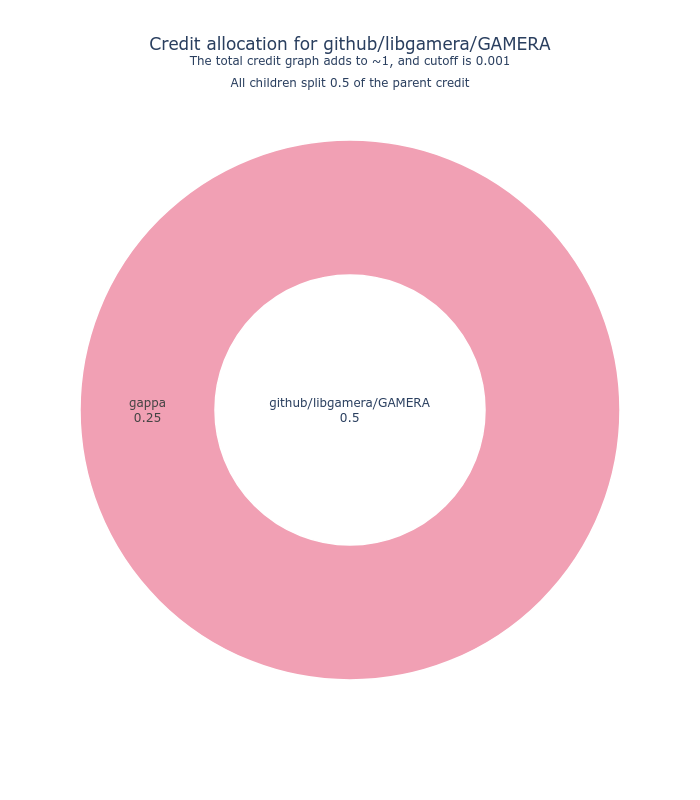 Credit allocation for github/libgamera/GAMERA
The total credit graph adds to ~1, and cutoff is 0.001
All children split 0.5 of the parent credit
gappa
0.25
github/libgamera/GAMERA
0.5